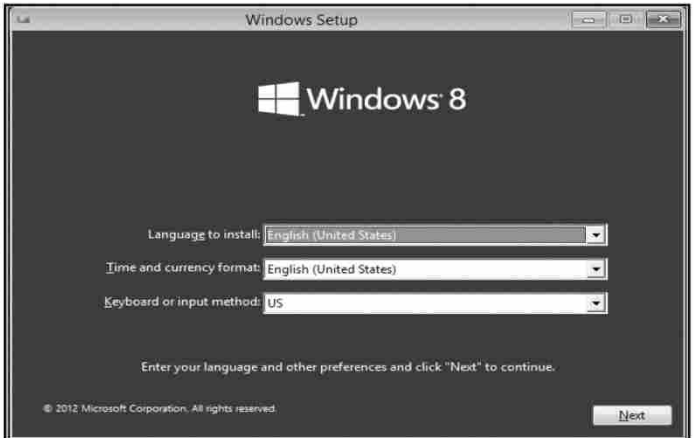 Windows Setup
Windows 8
Language to install: English (United States)
Time and currency format: English (United States)
Keyboard or input method: US
Enter your language and other preferences and click "Next" to continue.
© 2012 Microsoft Corporation. All rights reserved.
Next